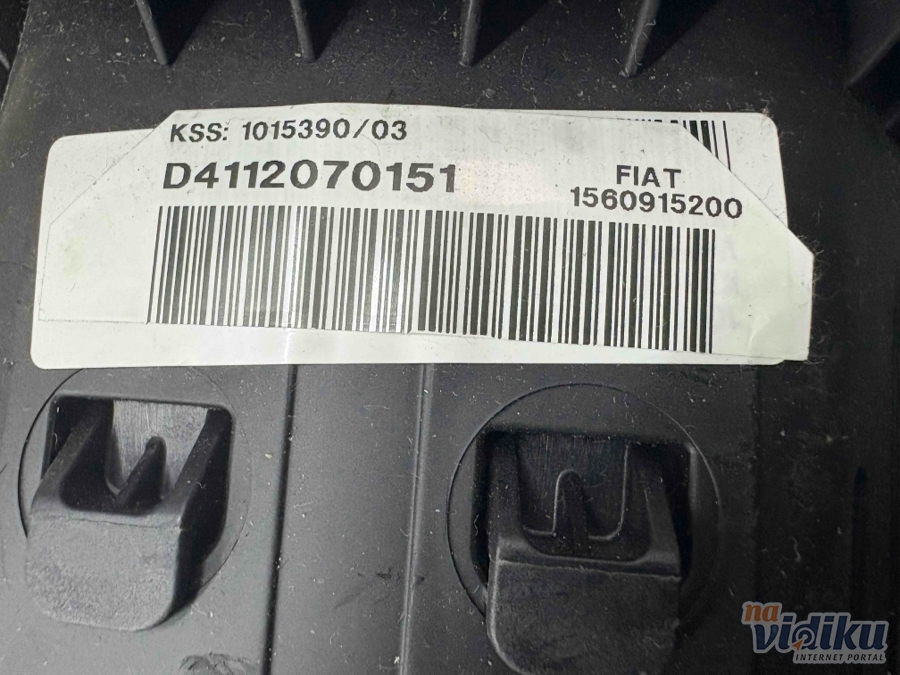 KSS: 1015390/03
D4112070151
FIAT
1560915200
na
vidiku
INTERNET PORTAL